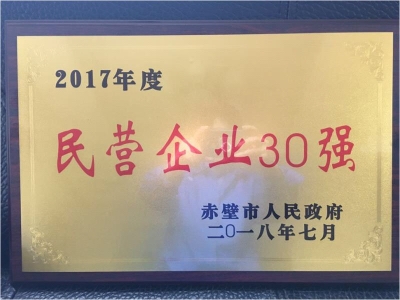 2017年度
民营企业30强
赤壁市人民政府
二0一八年七月